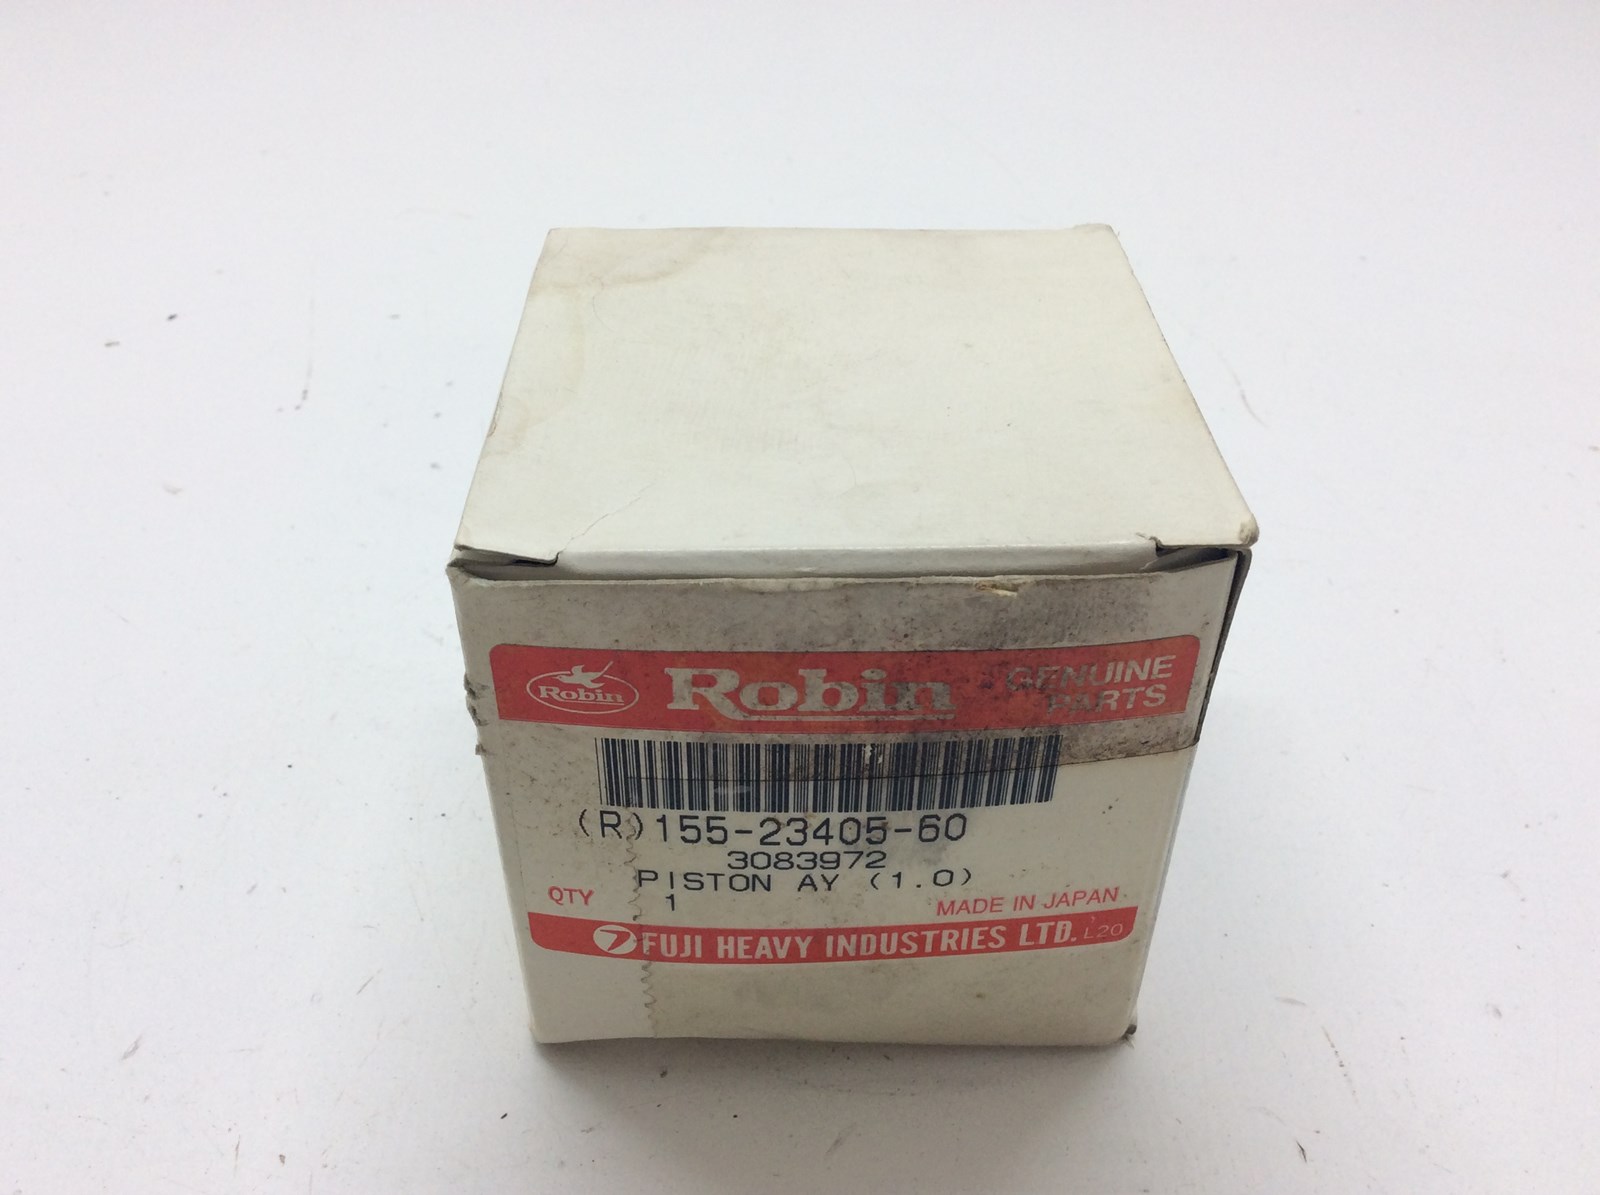 Robin Robin GENUINE
PARTS
(R)155-23405-60
3083972
PISTON AY (1.0)
QTY 1 MADE IN JAPAN
FUJI HEAVY INDUSTRIES LTD. L20